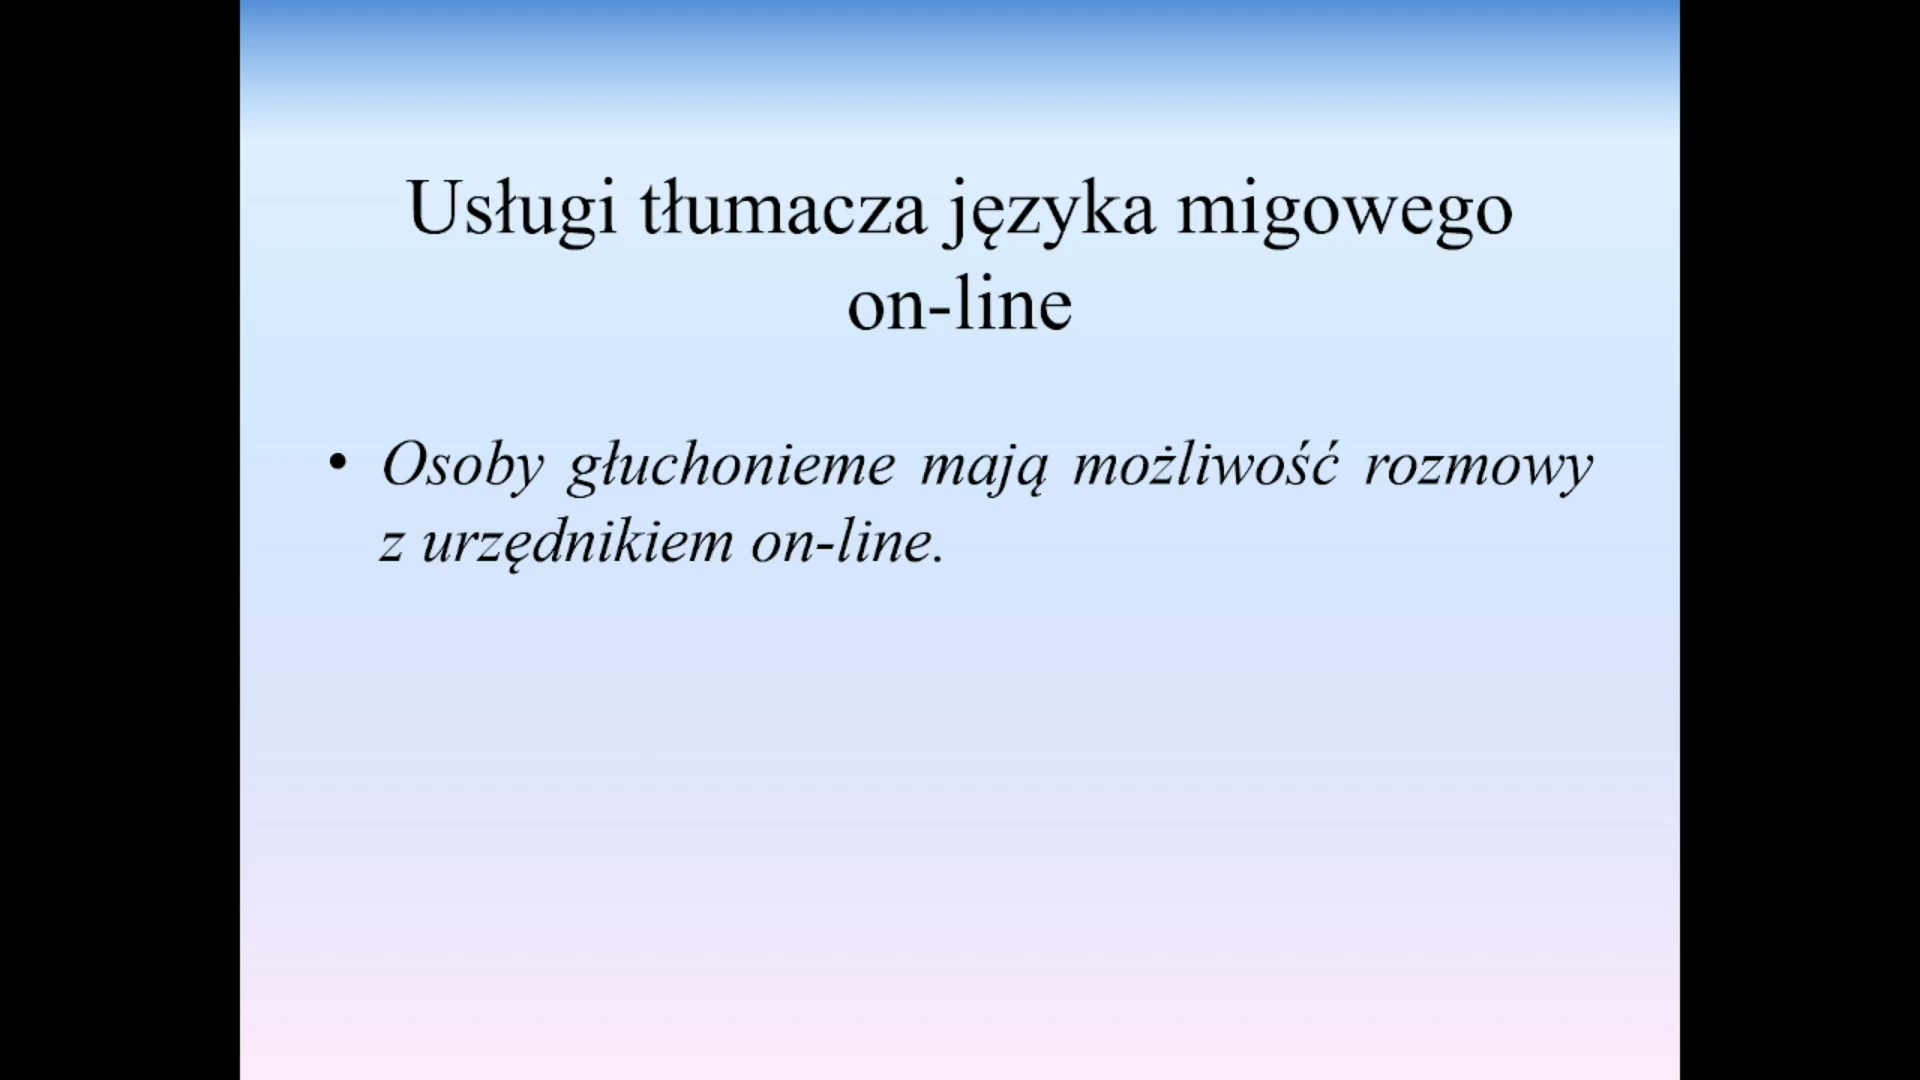 Usługi tłumacza języka migowego
on-line
• Osoby głuchonieme mają możliwość rozmowy
z urzędnikiem on-line.